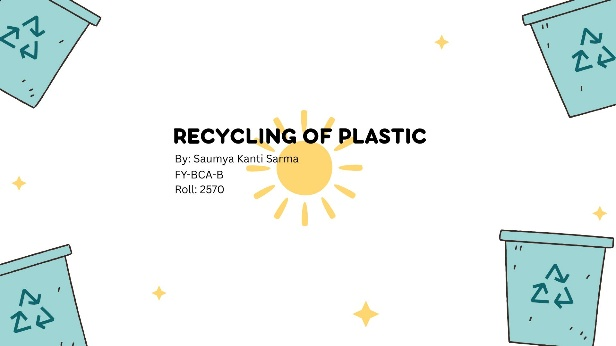 RECYCLING OF PLASTIC
By: Saumya Kanti Sarma
FY-BCA-B
Roll: 2570